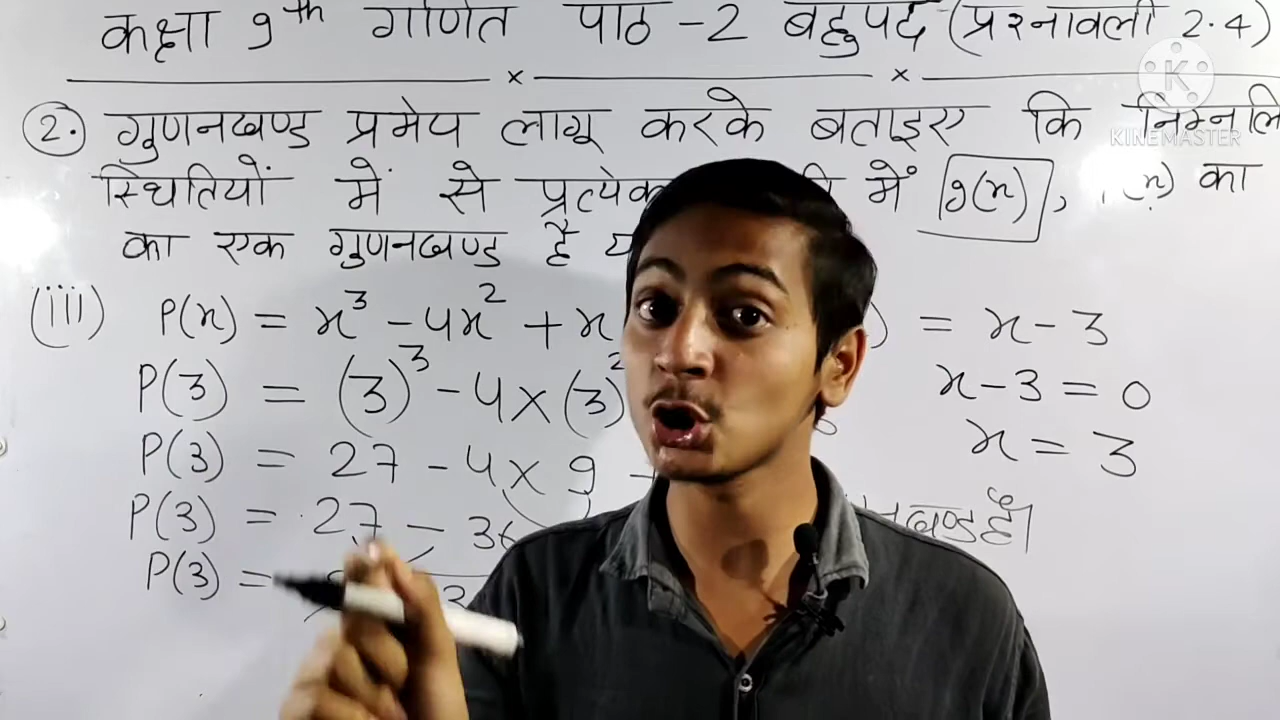 कक्षा 9th गणित पाठ -2 बहुपद (प्रश्नावली 2.4)
KINEMASTER
2. गुणनखण्ड प्रमेय लागू करके बताइए कि निम्नलि
स्थितियों में से प्रत्येक में g(x), का
का एक गुणनखण्ड है
(iii) P(x) = x³ - 4x² + x = x - 3
P(3) = (3)³ - 4 × (3)² x - 3 = 0
P(3) = 27 - 4 × 9 x = 3
P(3) = 27 - 36
P(3) =